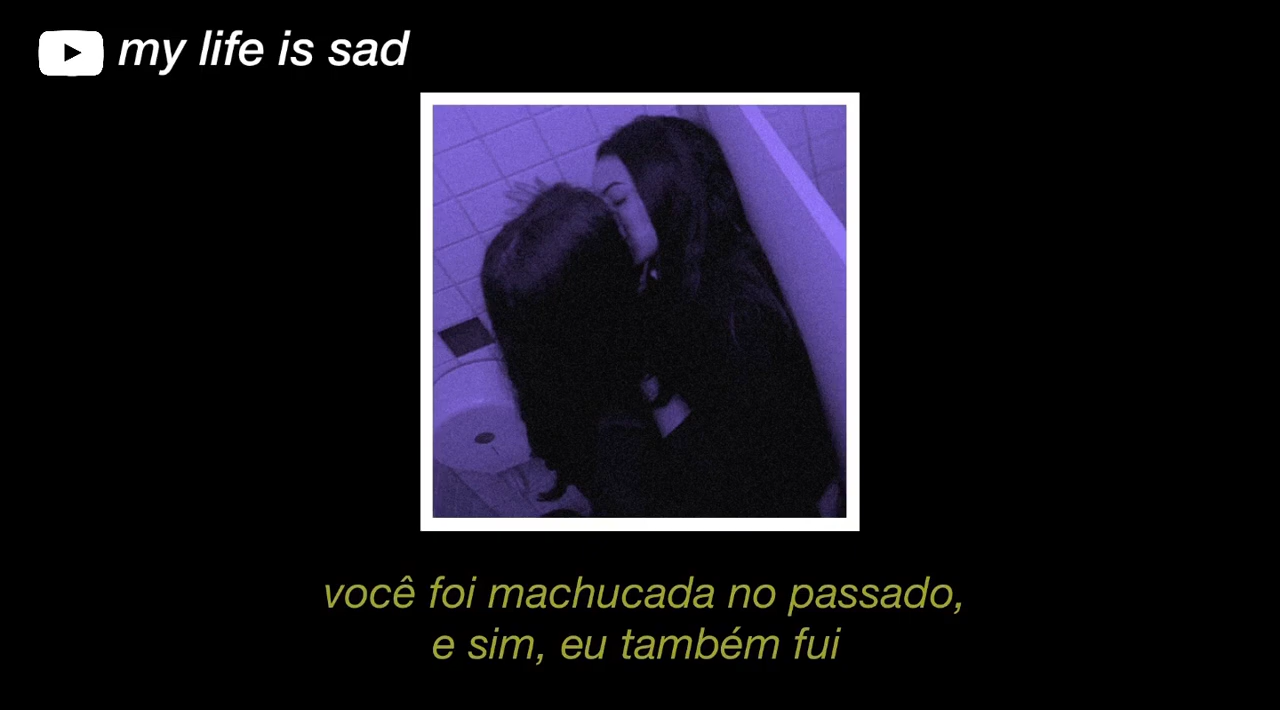 my life is sad
você foi machucada no passado,
e sim, eu também fui